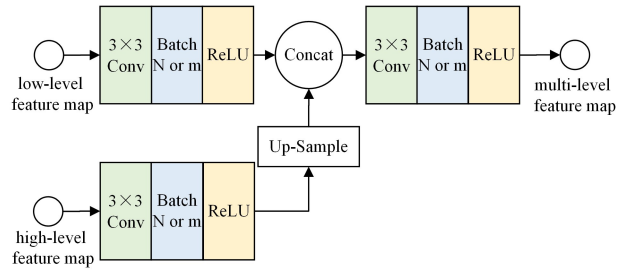 3×3
Conv
Batch
N or m
ReLU
Concat
3×3
Conv
Batch
N or m
ReLU
low-level
feature map
multi-level
feature map
Up-Sample
3×3
Conv
Batch
N or m
ReLU
high-level
feature map